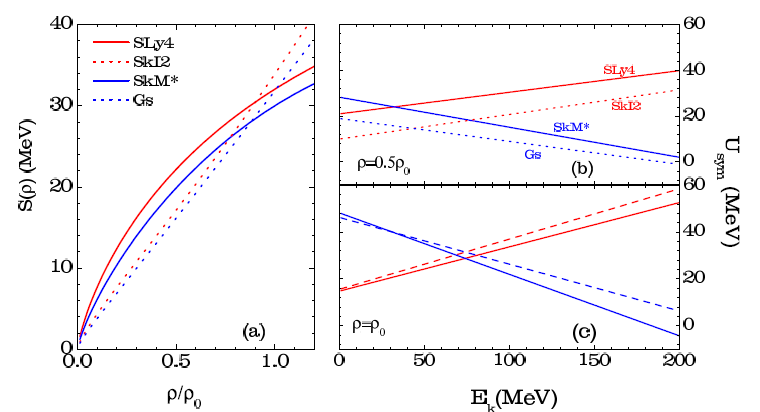 S(ρ) (MeV)
40
30
20
10
0
SLy4
SkI2
SkM*
Gs
(a)
0.0
0.5
1.0
ρ/ρ0
SLy4
SkI2
SkM*
Gs
ρ=0.5ρ0
(b)
60
40
20
0
ρ=ρ0
(c)
60
40
20
0
Usym (MeV)
0
50
100
150
200
Ek(MeV)